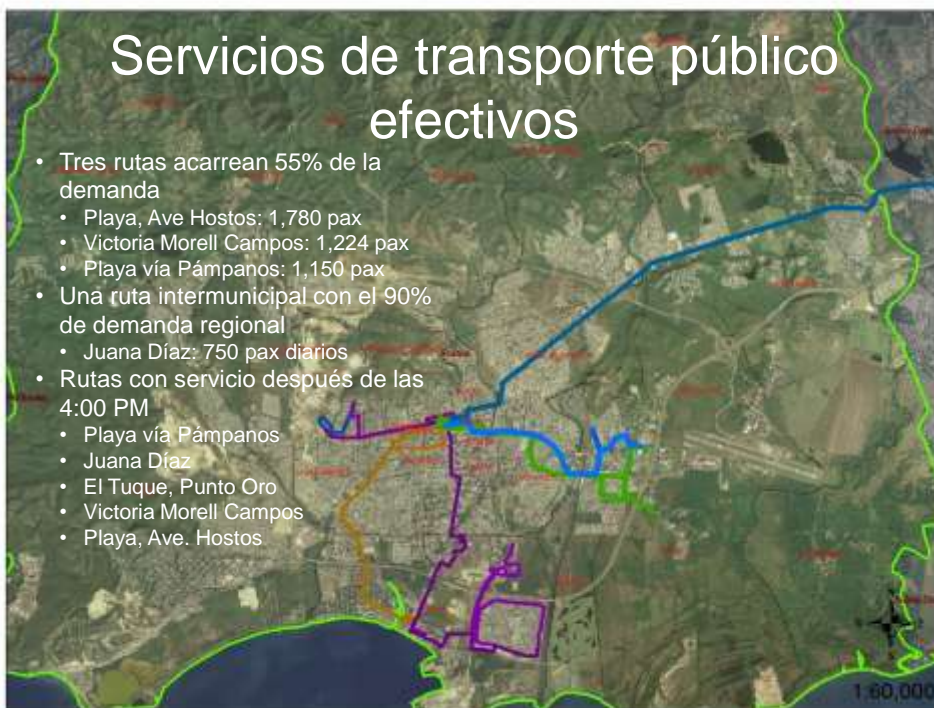 Servicios de transporte público
efectivos
• Tres rutas acarrean 55% de la
demanda
• Playa, Ave Hostos: 1,780 pax
• Victoria Morell Campos: 1,224 pax
• Playa vía Pámpanos: 1,150 pax
• Una ruta intermunicipal con el 90%
de demanda regional
• Juana Díaz: 750 pax diarios
• Rutas con servicio después de las
4:00 PM
• Playa vía Pámpanos
• Juana Díaz
• El Tuque, Punto Oro
• Victoria Morell Campos
• Playa, Ave. Hostos
1:60,000